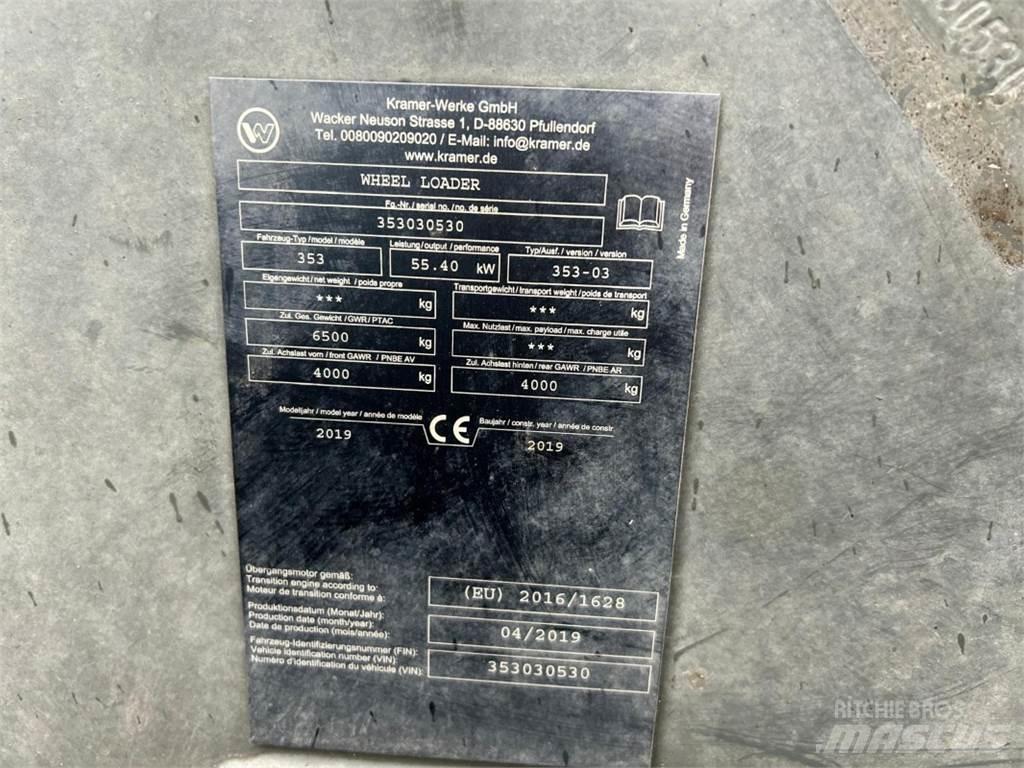 Kramer-Werke GmbH
Wacker Neuson Strasse 1, D-88630 Pfullendorf
Tel. 0080090209020 / E-Mail: info@kramer.de
www.kramer.de
WHEEL LOADER
Fg.-Nr./ serial no./ no. de série
353030530
Made in Germany
Fahrzeug-Typ / model / modèle
353
Leistung / output / performance
55.40 kW
Typ/Ausf. / version / version
353-03
Eigengewicht / net weight / poids propre
*** kg
Transportgewicht / transport weight / poids de transport
*** kg
Zul. Ges. Gewicht / GWR / PTAC
6500 kg
Max. Nutzlast / max. payload / max. charge utile
*** kg
Zul. Achslast vorn / front GAWR / PNBE AV
4000 kg
Zul. Achslast hinten / rear GAWR / PNBE AR
4000 kg
Modelljahr / model year / année de modèle
2019
CE
Baujahr / constr. year / année de constr.
2019
Übergangsmotor gemäß:
Transition engine according to:
Moteur de transition conforme à:
(EU) 2016/1628
Produktionsdatum (Monat/Jahr):
Production date (month/year):
Date de production (mois/année):
04/2019
Fahrzeug-Identifizierungsnummer (FIN):
Vehicle identification number (VIN):
Numéro d'identification du véhicule (VIN):
353030530
RITCHIE BROS
MASCUS